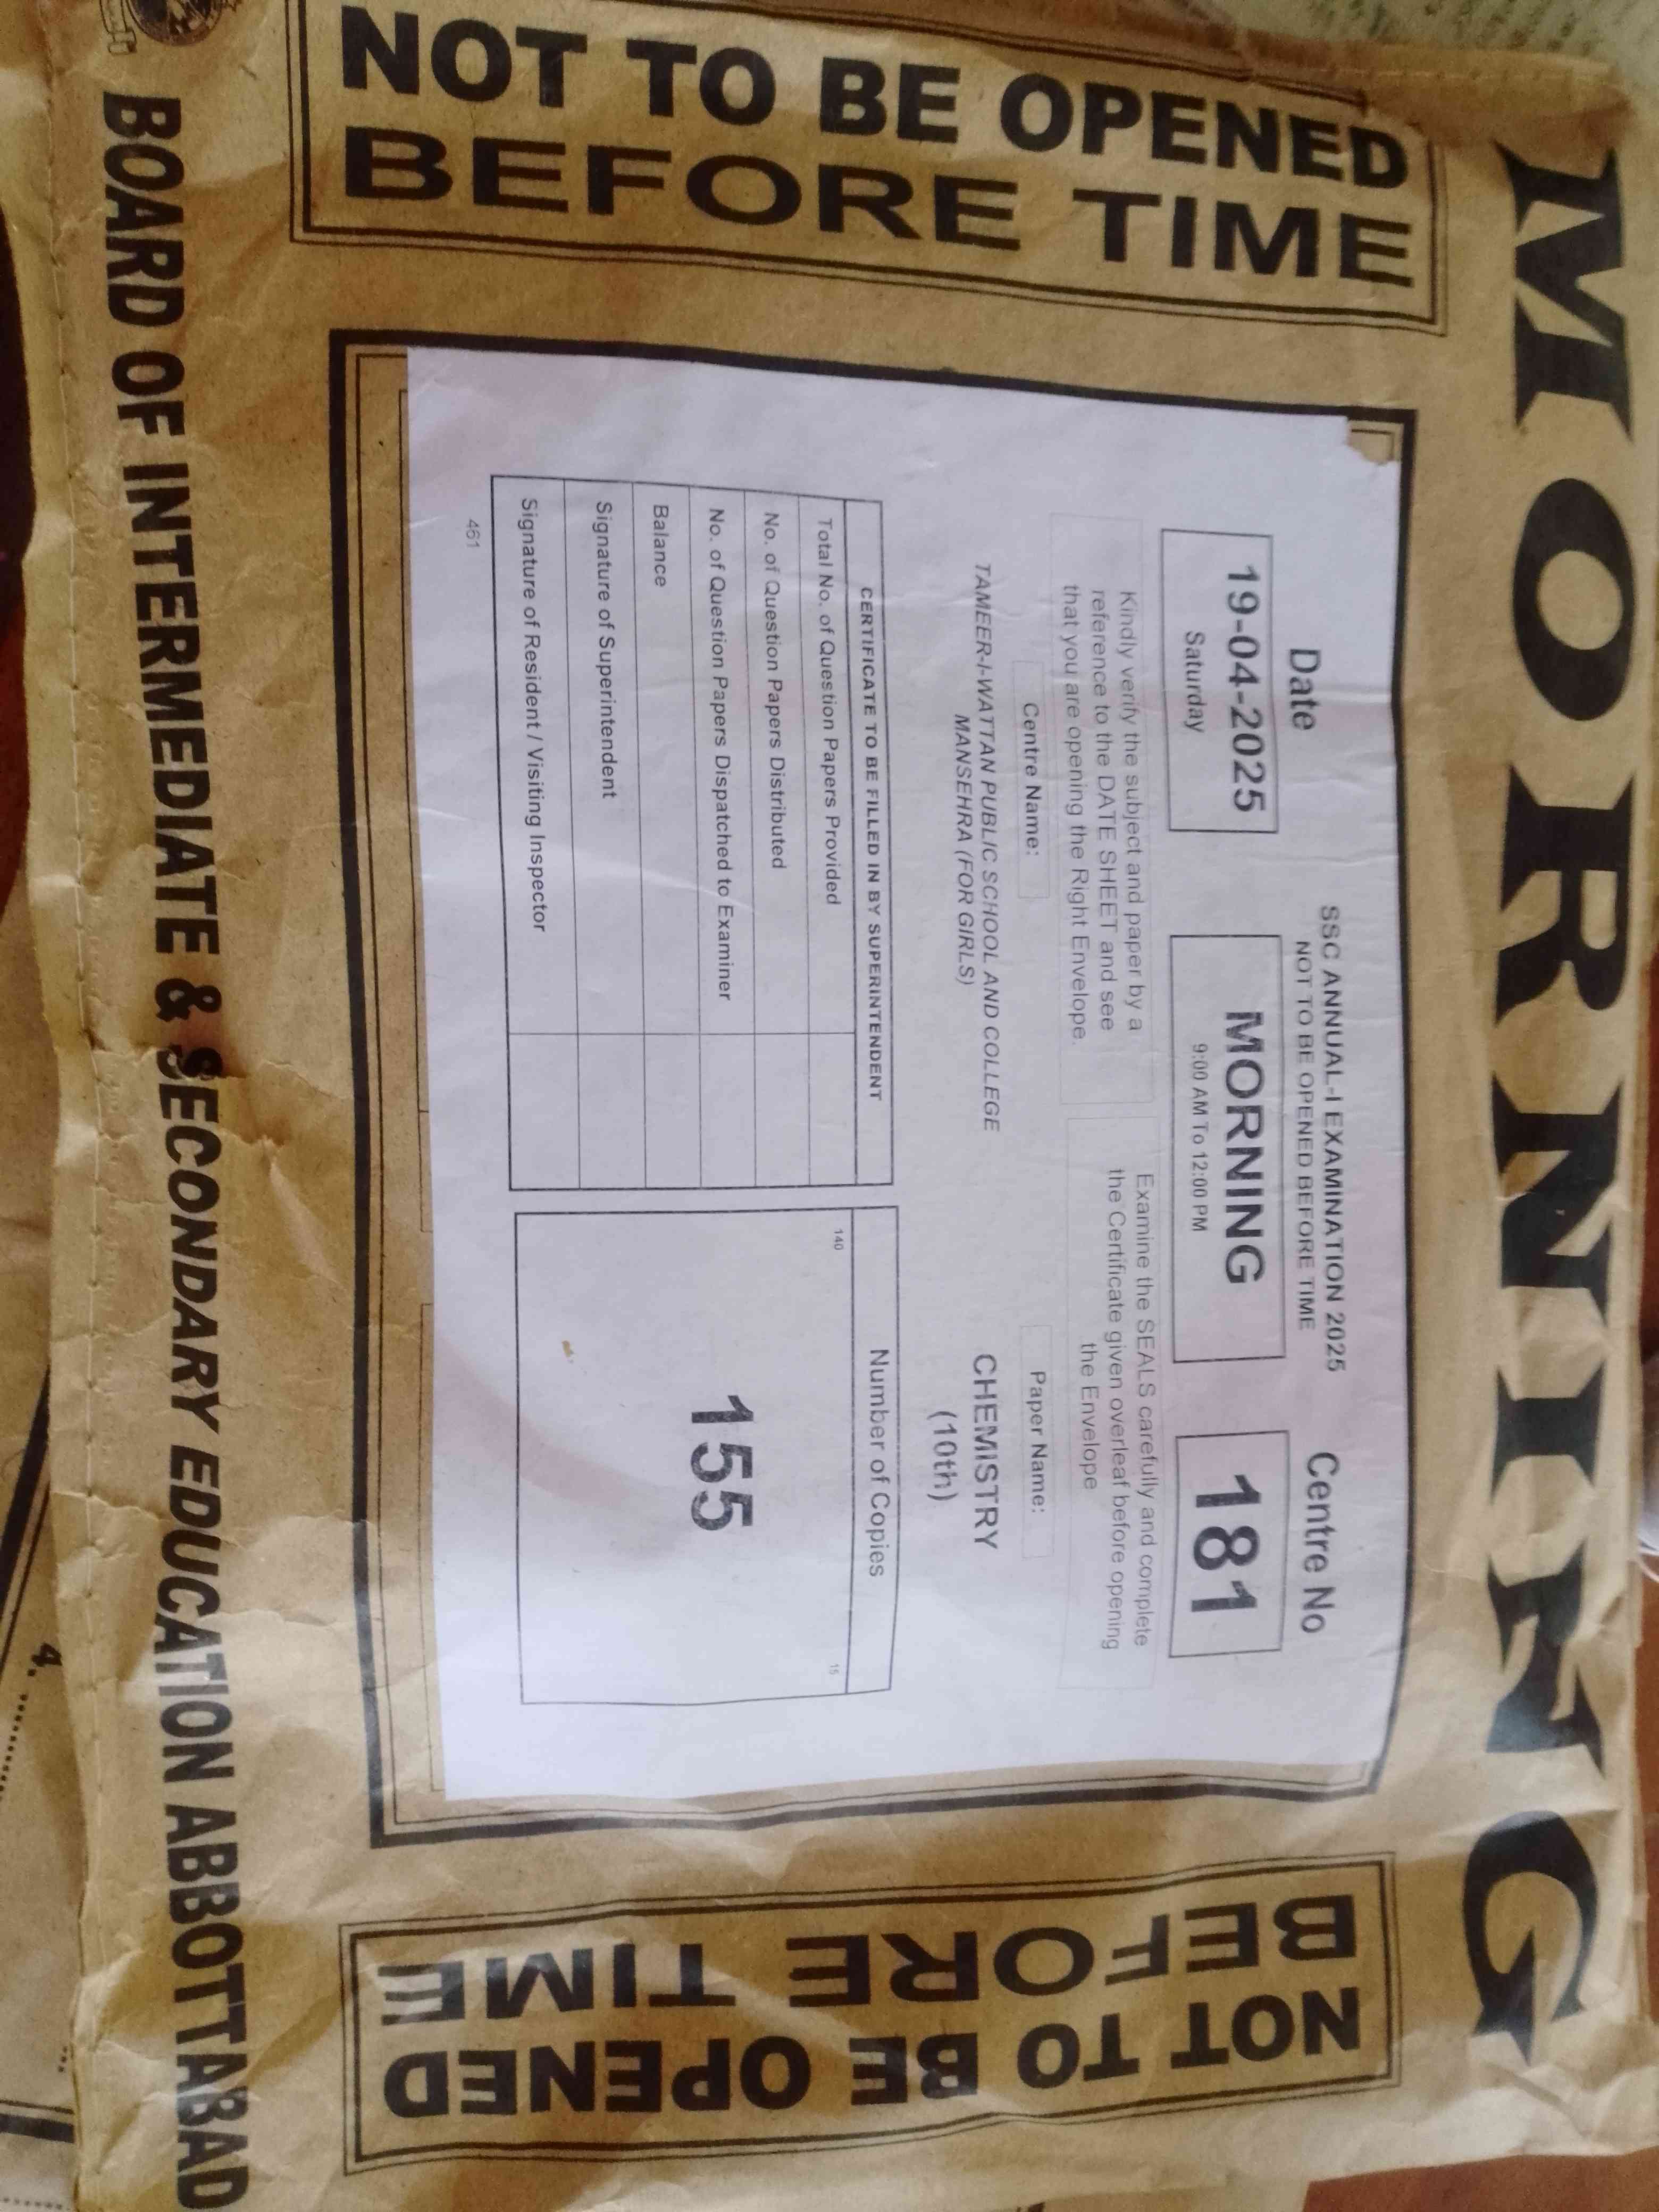 MORNING
NOT TO BE OPENED
BEFORE TIME
SSC ANNUAL-I EXAMINATION 2025
NOT TO BE OPENED BEFORE TIME
Date
Centre No
19-04-2025
Saturday
MORNING
9:00 AM To 12:00 PM
181
Kindly verify the subject and paper by a
reference to the DATE SHEET and see
that you are opening the Right Envelope.
Examine the SEALS carefully and complete
the Certificate given overleaf before opening
the Envelope
Centre Name:
Paper Name:
TAMEER-I-WATTAN PUBLIC SCHOOL AND COLLEGE
MANSEHRA (FOR GIRLS)
CHEMISTRY
(10th)
CERTIFICATE TO BE FILLED IN BY SUPERINTENDENT
Total No. of Question Papers Provided
No. of Question Papers Distributed
No. of Question Papers Dispatched to Examiner
Balance
Signature of Superintendent
Signature of Resident / Visiting Inspector
461
Number of Copies
140
15
155
NOT TO BE OPENED
BEFORE TIME
BOARD OF INTERMEDIATE & SECONDARY EDUCATION ABBOTTABAD
4.